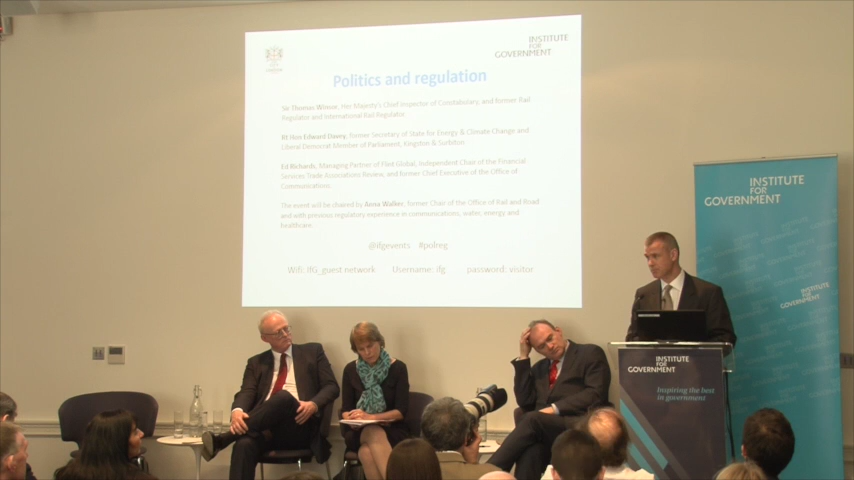 INSTITUTE
FOR
GOVERNMENT
Politics and regulation
Sir Thomas Winsor, Her Majesty's Chief Inspector of Constabulary, and former Rail
Regulator and International Rail Regulator.
Rt Hon Edward Davey, former Secretary of State for Energy & Climate Change and
Liberal Democrat Member of Parliament, Kingston & Surbiton.
Ed Richards, Managing Partner of Flint Global, Independent Chair of the Financial
Services Trade Associations Review, and former Chief Executive of the Office of
Communications.
The event will be chaired by Anna Walker, former Chair of the Office of Rail and Road
and with previous regulatory experience in communications, water, energy and
healthcare.
@ifgevents #polreg
Wifi: IfG_guest network Username: ifg password: visitor
INSTITUTE
FOR
GOVERNMENT
INSTITUTE
FOR
GOVERNMENT
INSTITUTE
FOR
GOVERNMENT
Inspiring the best
in government